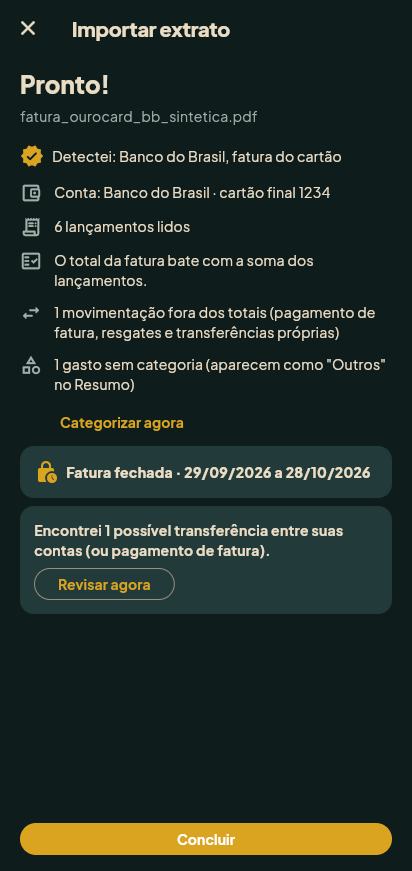 Importar extrato
Pronto!
fatura_ourocard_bb_sintetica.pdf
Detectei: Banco do Brasil, fatura do cartão
Conta: Banco do Brasil · cartão final 1234
6 lançamentos lidos
O total da fatura bate com a soma dos
lançamentos.
1 movimentação fora dos totais (pagamento de
fatura, resgates e transferências próprias)
1 gasto sem categoria (aparecem como "Outros"
no Resumo)
Categorizar agora
Fatura fechada · 29/09/2026 a 28/10/2026
Encontrei 1 possível transferência entre suas
contas (ou pagamento de fatura).
Revisar agora
Concluir